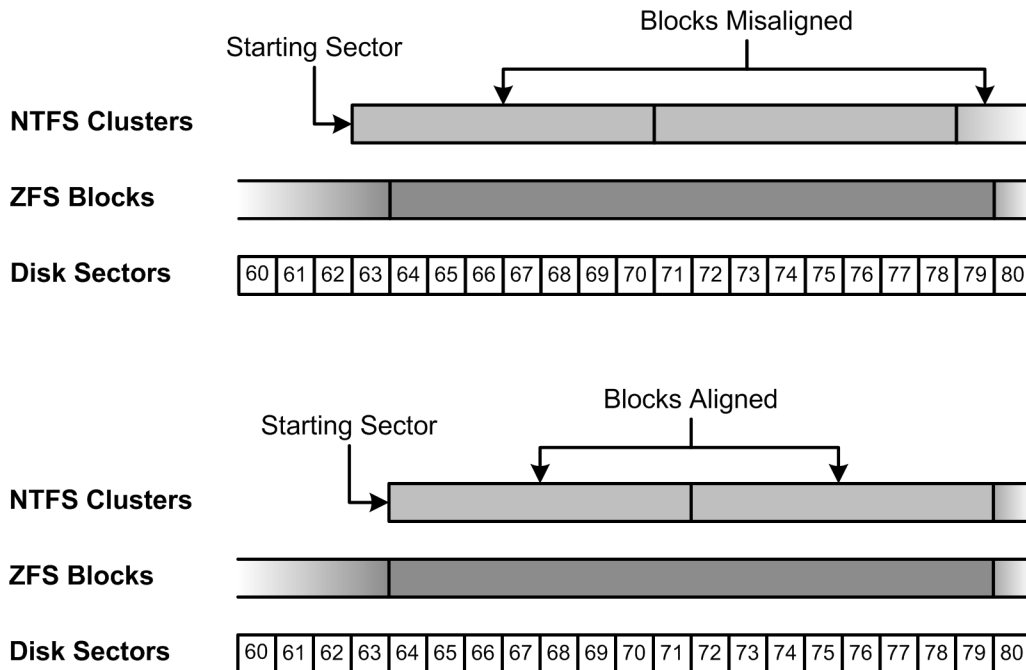 Blocks Misaligned
Starting Sector
NTFS Clusters
ZFS Blocks
Disk Sectors 60 61 62 63 64 65 66 67 68 69 70 71 72 73 74 75 76 77 78 79 80
Blocks Aligned
Starting Sector
NTFS Clusters
ZFS Blocks
Disk Sectors 60 61 62 63 64 65 66 67 68 69 70 71 72 73 74 75 76 77 78 79 80